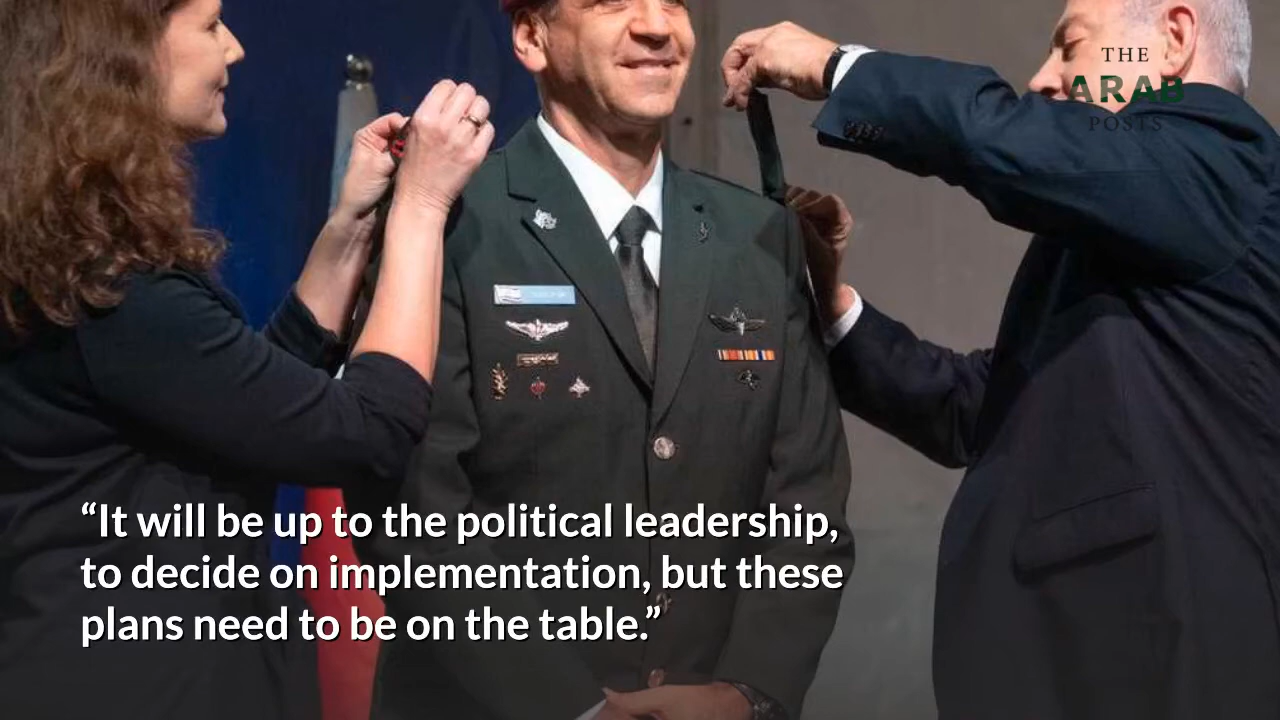 THE
ARAB
POSTS
“It will be up to the political leadership,
to decide on implementation, but these
plans need to be on the table.”